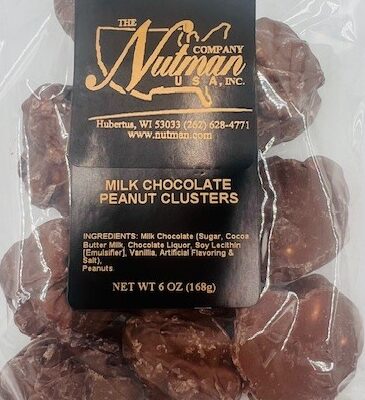 THE
Nutman
COMPANY
USA, INC.
Hubertus, WI 53033 (262) 628-4771
www.nutman.com
MILK CHOCOLATE
PEANUT CLUSTERS
INGREDIENTS: Milk Chocolate (Sugar, Cocoa
Butter Milk, Chocolate Liquor, Soy Lecithin
[Emulsifier], Vanillia, Artificial Flavoring &
Salt),
Peanuts
NET WT 6 OZ (168g)